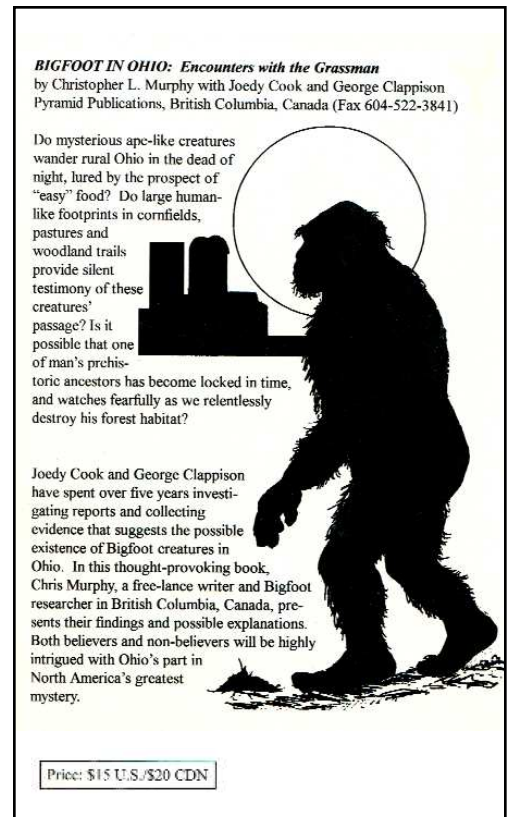 BIGFOOT IN OHIO: Encounters with the Grassman
by Christopher L. Murphy with Joedy Cook and George Clappison
Pyramid Publications, British Columbia, Canada (Fax 604-522-3841)
Do mysterious ape-like creatures
wander rural Ohio in the dead of
night, lured by the prospect of
“easy” food? Do large human-
like footprints in cornfields,
pastures and
woodland trails
provide silent
testimony of these
creatures’
passage? Is it
possible that one
of man’s prehis-
toric ancestors has become locked in time,
and watches fearfully as we relentlessly
destroy his forest habitat?
Joedy Cook and George Clappison
have spent over five years investi-
gating reports and collecting
evidence that suggests the possible
existence of Bigfoot creatures in
Ohio. In this thought-provoking book,
Chris Murphy, a free-lance writer and Bigfoot
researcher in British Columbia, Canada, pre-
sents their findings and possible explanations.
Both believers and non-believers will be highly
intrigued with Ohio’s part in
North America’s greatest
mystery.
Price: $15 U.S./$20 CDN